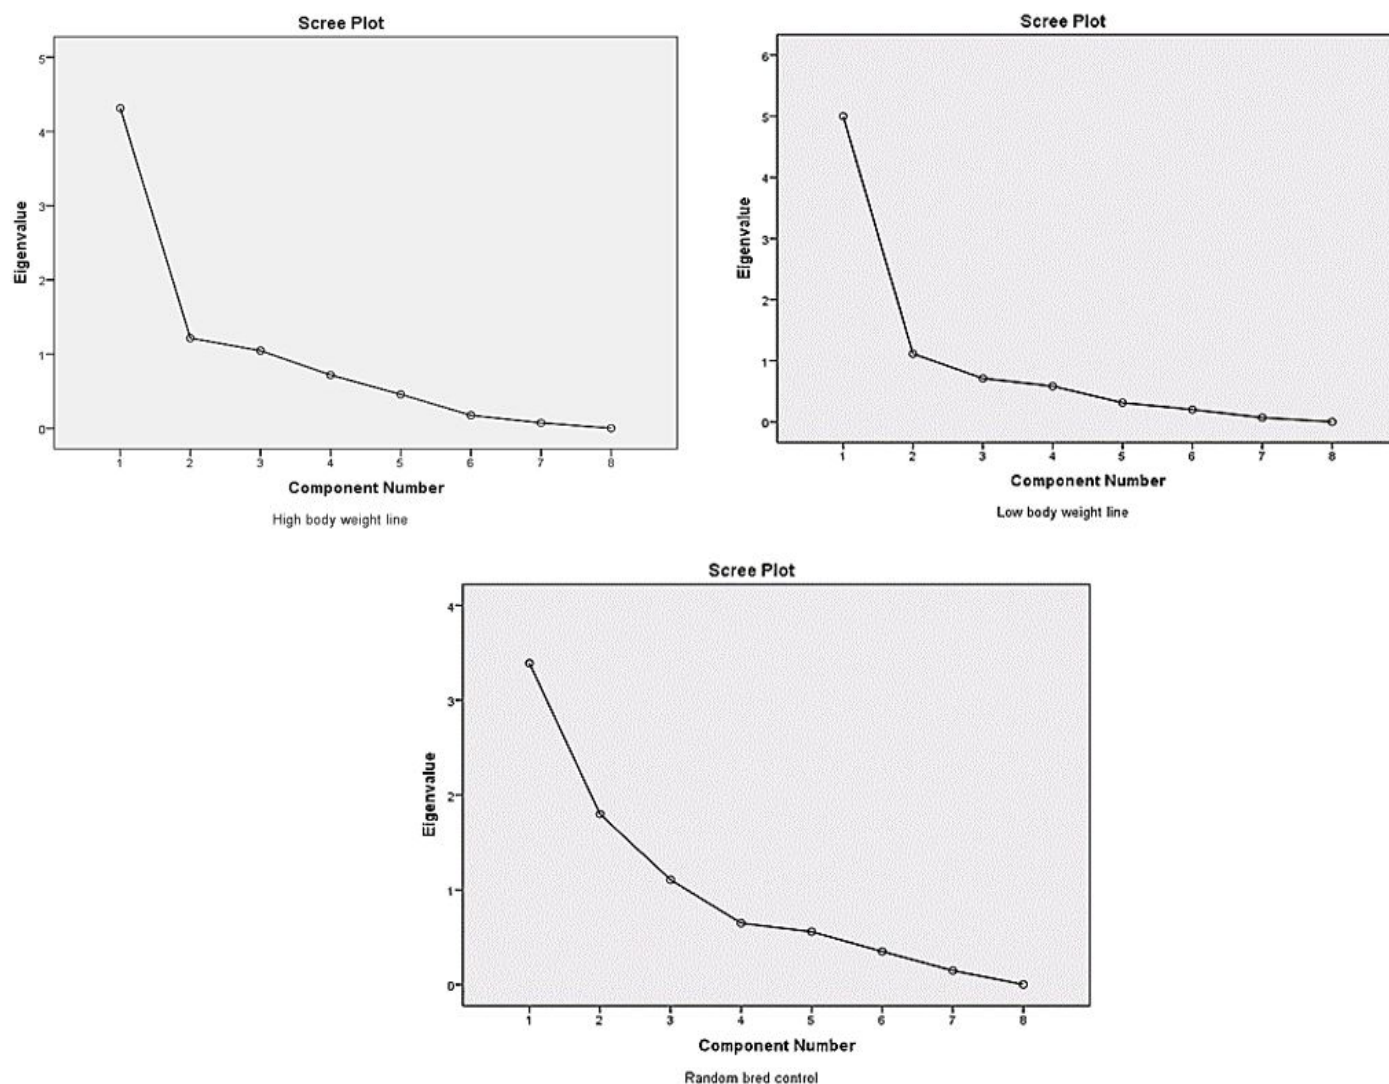 Scree Plot
5
4
3
2
1
0
Eigenvalue
1 2 3 4 5 6 7 8
Component Number
High body weight line
Scree Plot
6
5
4
3
2
1
0
Eigenvalue
1 2 3 4 5 6 7 8
Component Number
Low body weight line
Scree Plot
4
3
2
1
0
Eigenvalue
1 2 3 4 5 6 7 8
Component Number
Random bred control